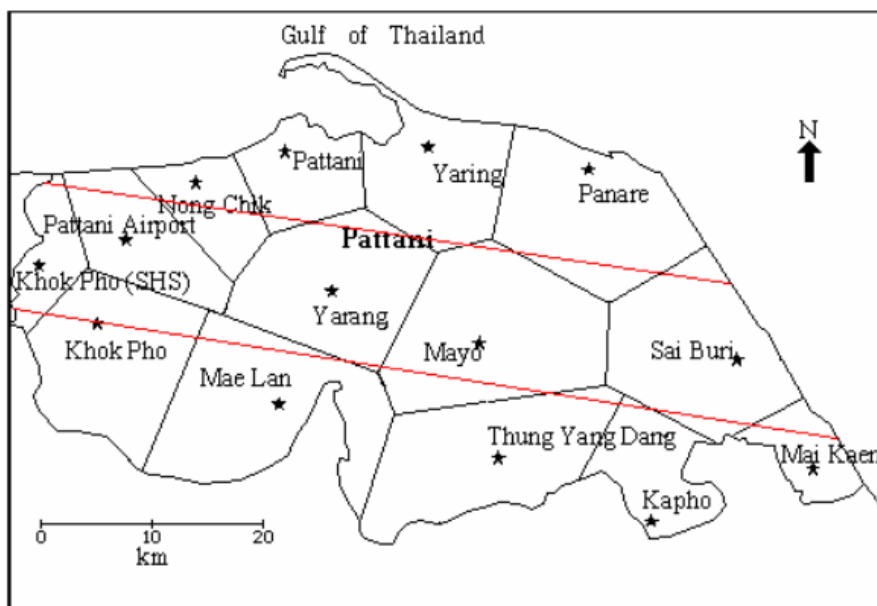 Gulf of Thailand
N
Pattani
Yaring
Panare
Nong Chik
Pattani Airport
Pattani
Khok Pho (SHS)
Yarang
Khok Pho
Mayo
Sai Buri
Mae Lan
Thung Yang Dang
Mai Kaen
Kapho
0 10 20
km